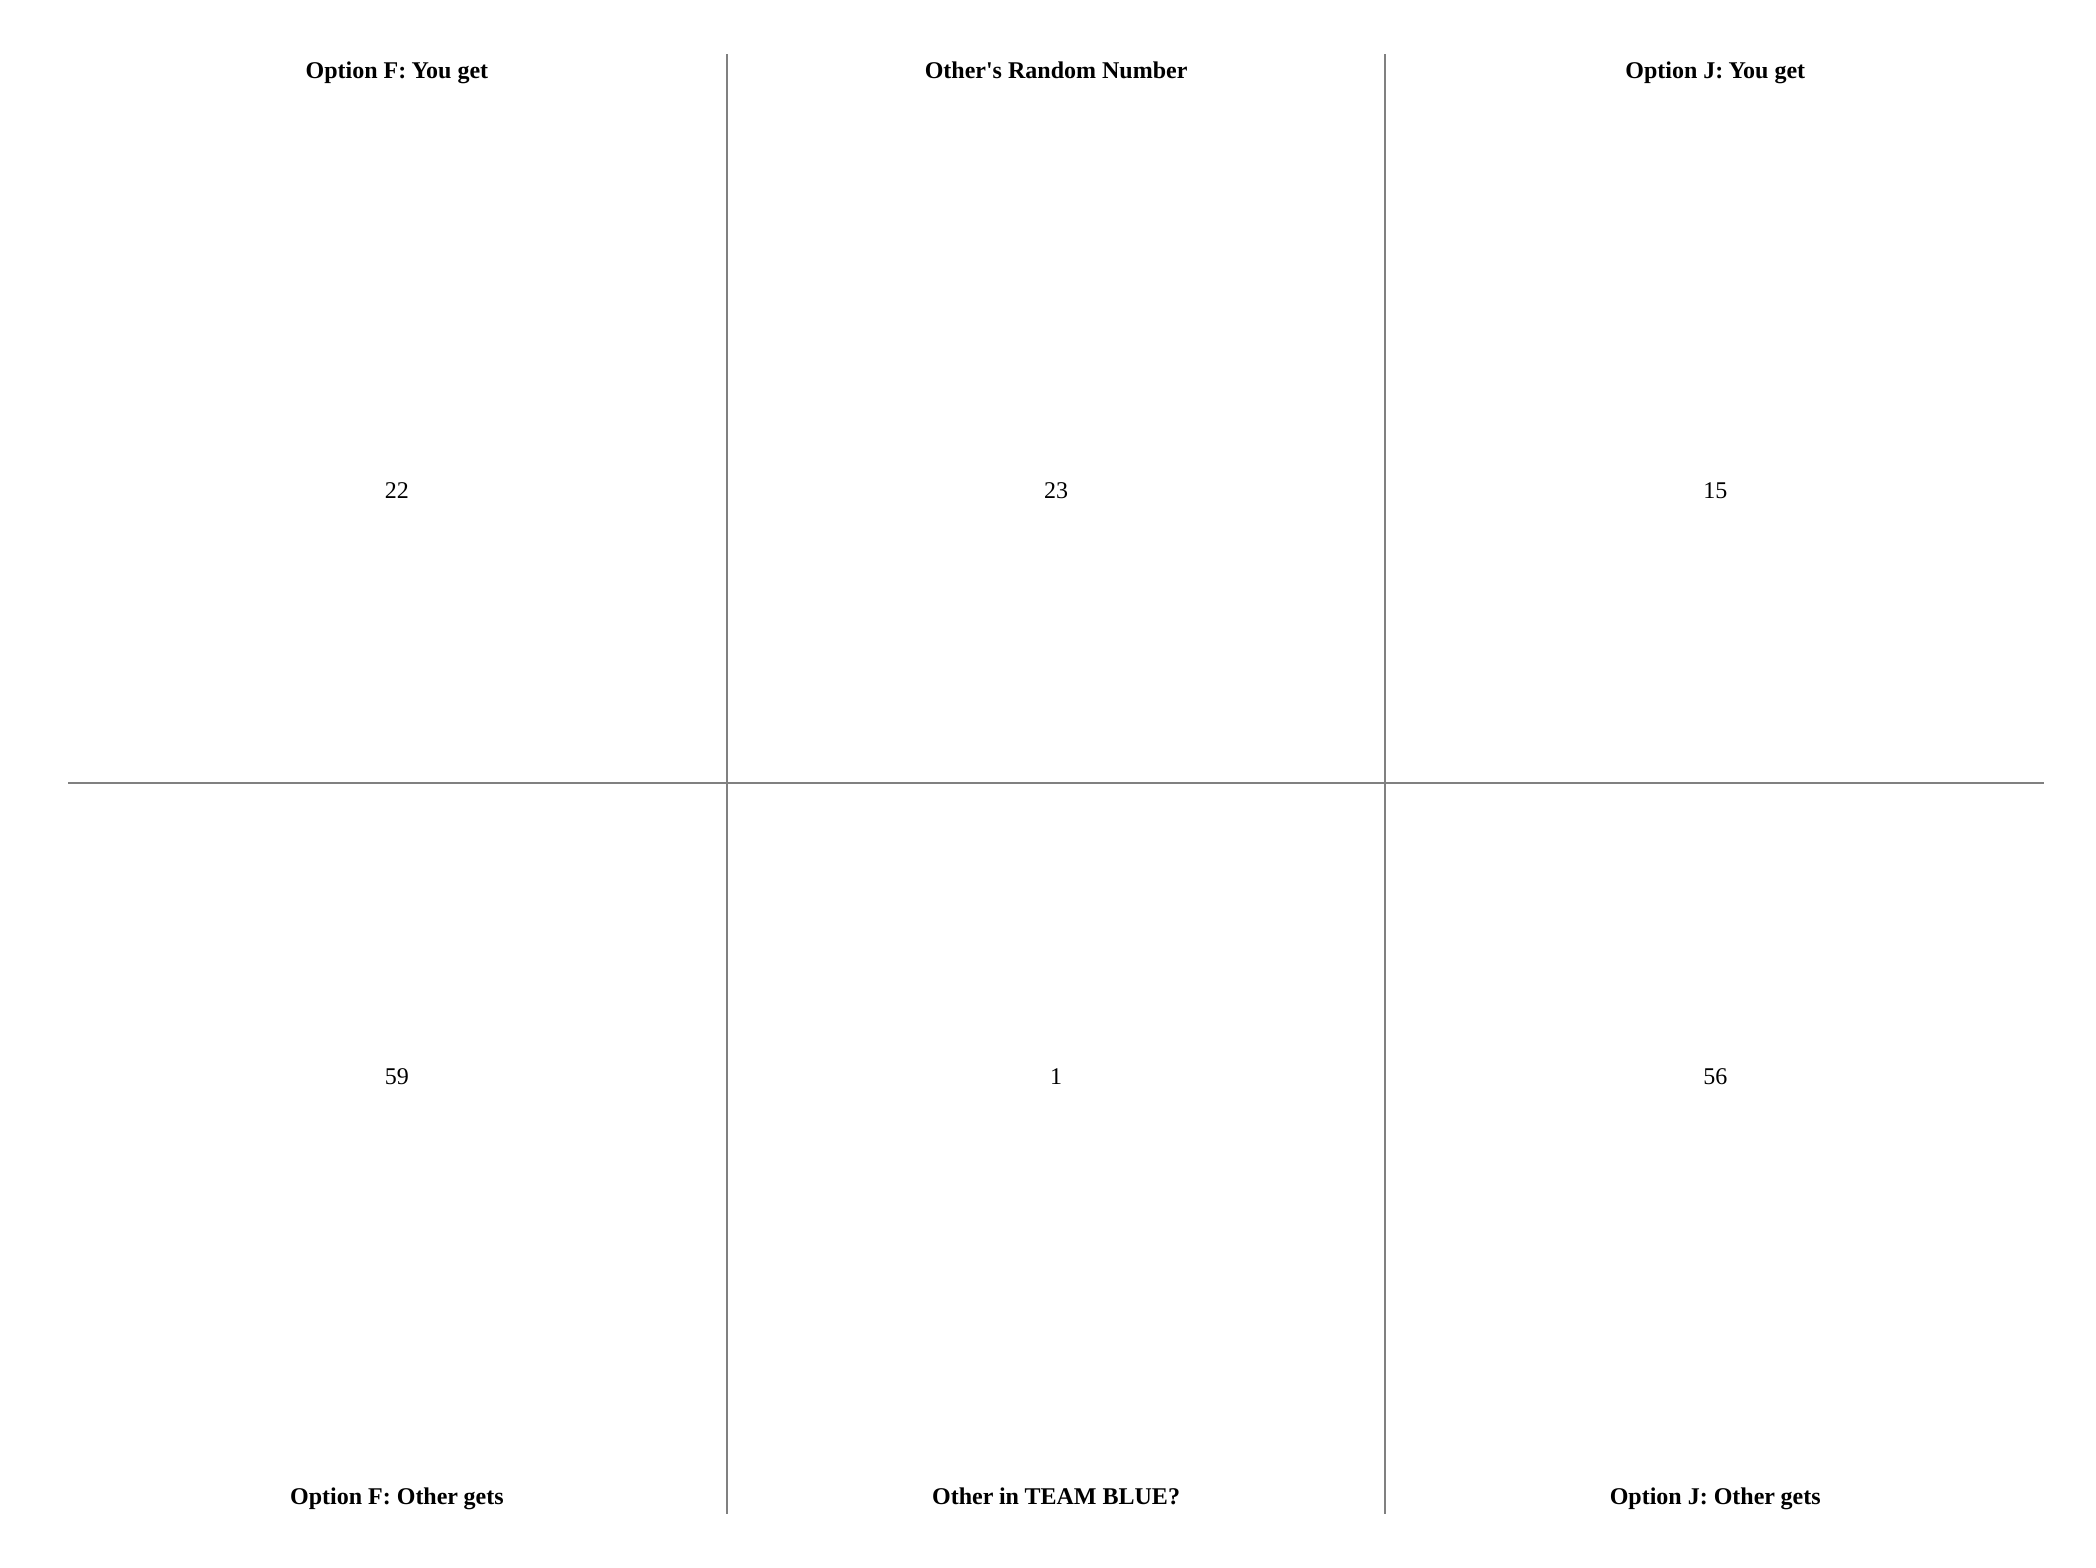 Option F: You get
Other's Random Number
Option J: You get
22
23
15
59
1
56
Option F: Other gets
Other in TEAM BLUE?
Option J: Other gets